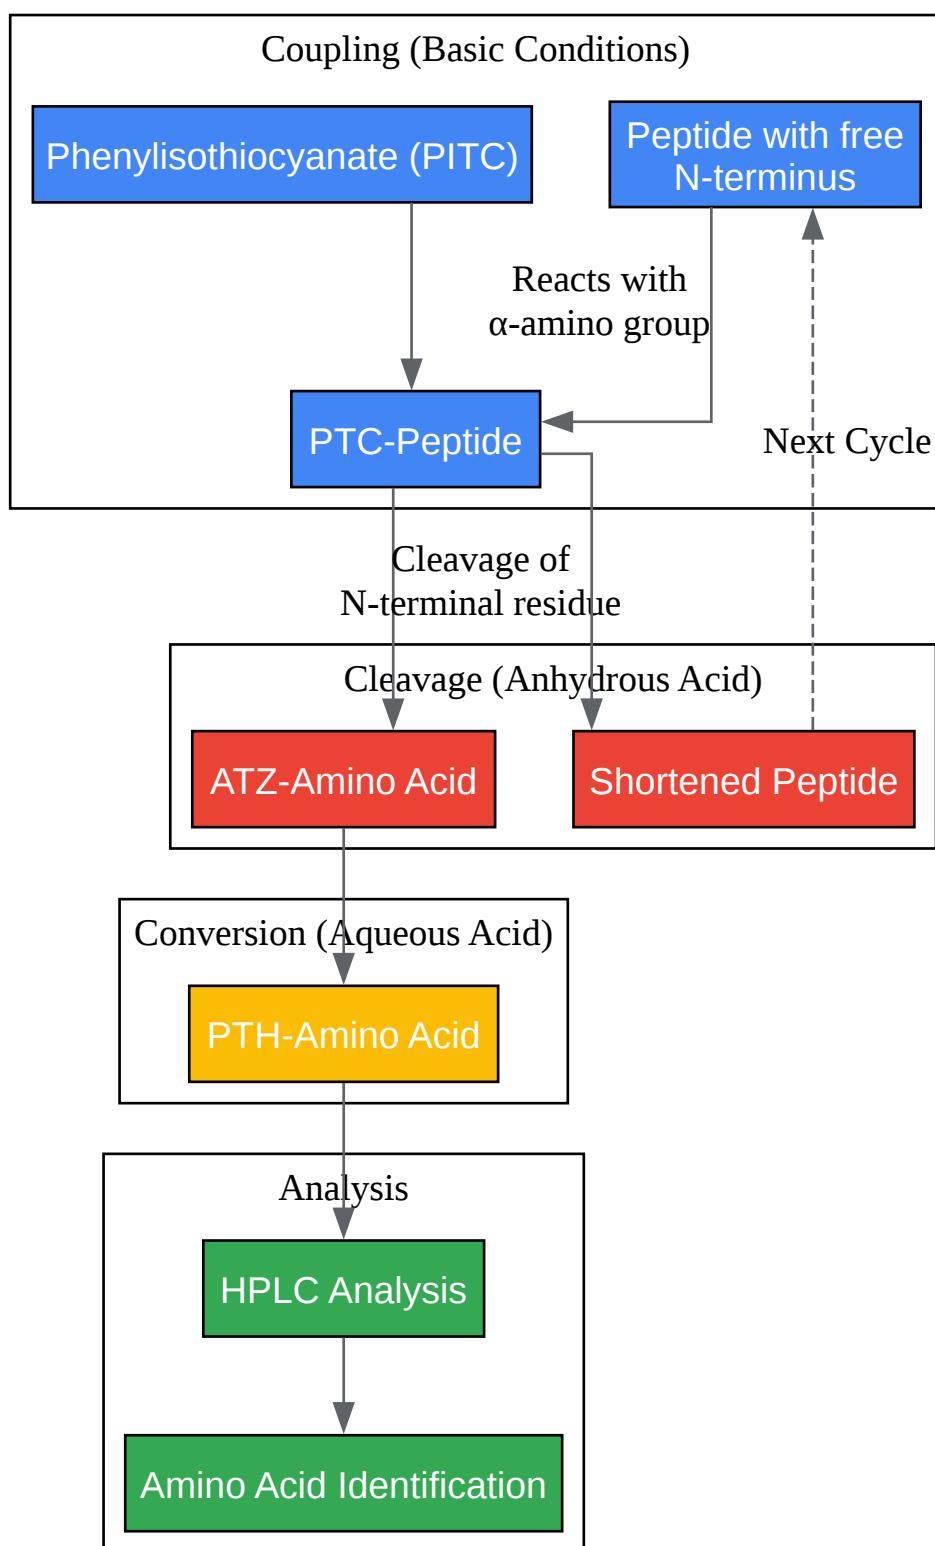 Coupling (Basic Conditions)
Phenylisothiocyanate (PITC)
Peptide with free
N-terminus
Reacts with
α-amino group
PTC-Peptide
Next Cycle
Cleavage of
N-terminal residue
Cleavage (Anhydrous Acid)
ATZ-Amino Acid
Shortened Peptide
Conversion (Aqueous Acid)
PTH-Amino Acid
Analysis
HPLC Analysis
Amino Acid Identification